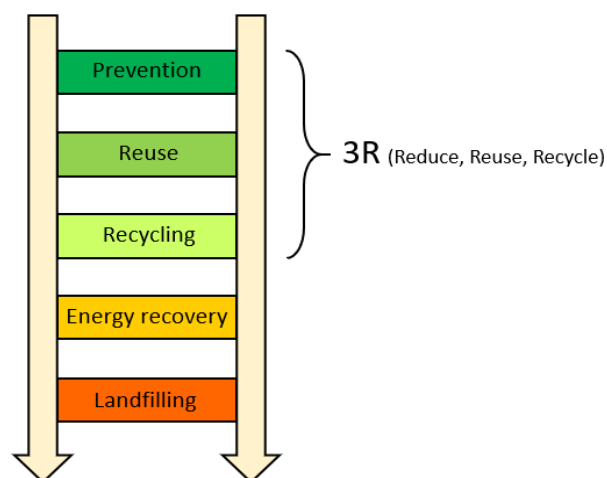 Prevention
Reuse
3R (Reduce, Reuse, Recycle)
Recycling
Energy recovery
Landfilling